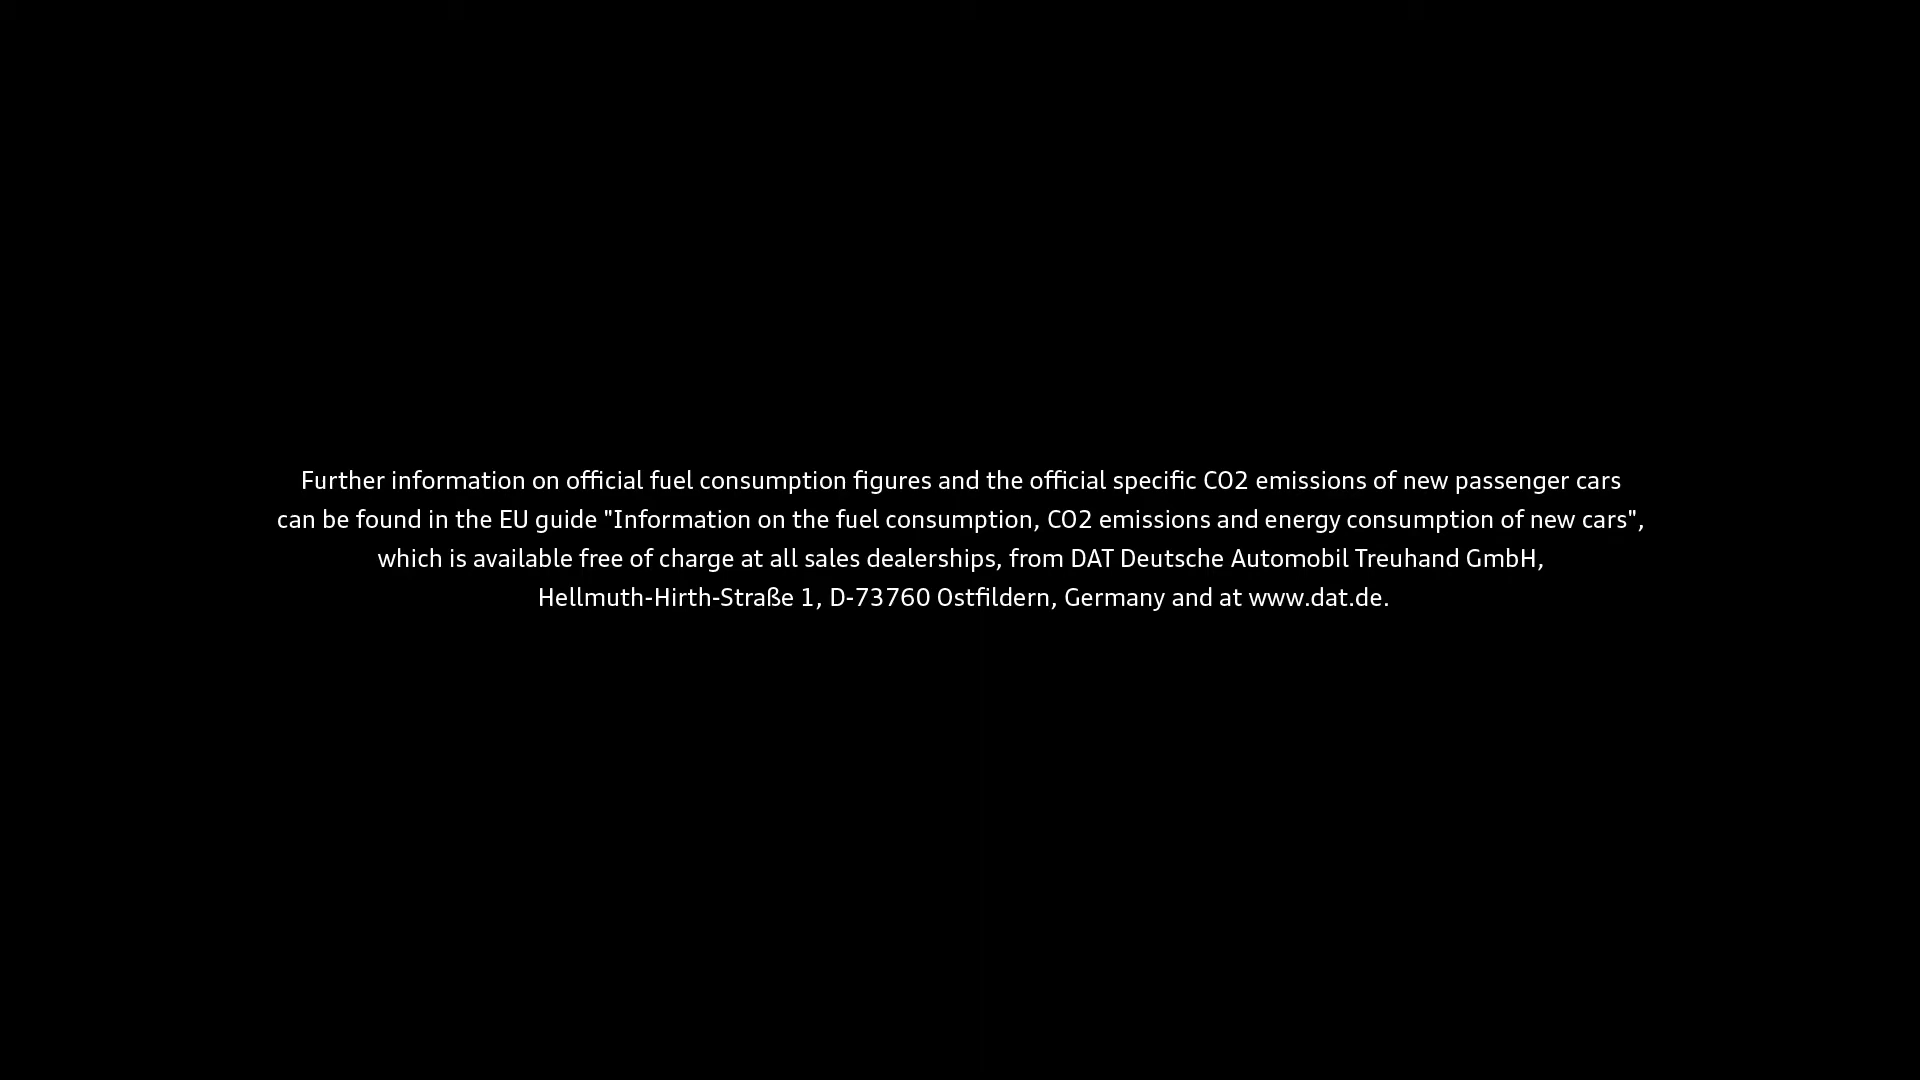 Further information on official fuel consumption figures and the official specific CO2 emissions of new passenger cars
can be found in the EU guide "Information on the fuel consumption, CO2 emissions and energy consumption of new cars",
which is available free of charge at all sales dealerships, from DAT Deutsche Automobil Treuhand GmbH,
Hellmuth-Hirth-Straße 1, D-73760 Ostfildern, Germany and at www.dat.de.